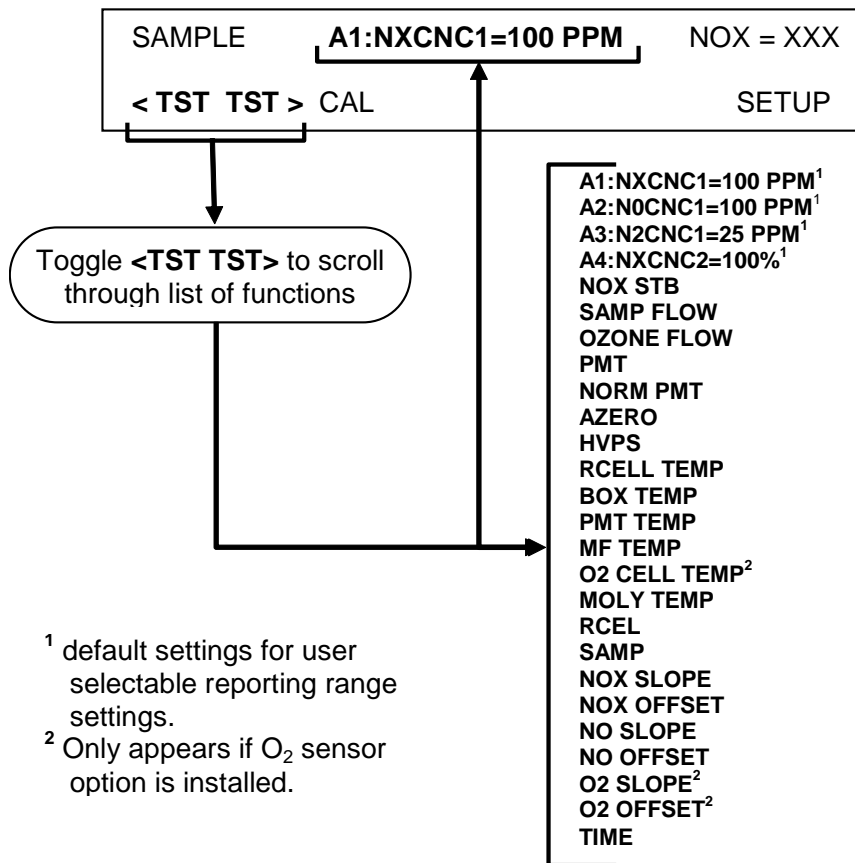 SAMPLE A1:NXCNC1=100 PPM NOX = XXX
< TST TST > CAL SETUP
Toggle <TST TST> to scroll
through list of functions
A1:NXCNC1=100 PPM¹
A2:N0CNC1=100 PPM¹
A3:N2CNC1=25 PPM¹
A4:NXCNC2=100%¹
NOX STB
SAMP FLOW
OZONE FLOW
PMT
NORM PMT
AZERO
HVPS
RCELL TEMP
BOX TEMP
PMT TEMP
MF TEMP
O2 CELL TEMP²
MOLY TEMP
RCEL
SAMP
NOX SLOPE
NOX OFFSET
NO SLOPE
NO OFFSET
O2 SLOPE²
O2 OFFSET²
TIME
¹ default settings for user
selectable reporting range
settings.
² Only appears if O₂ sensor
option is installed.